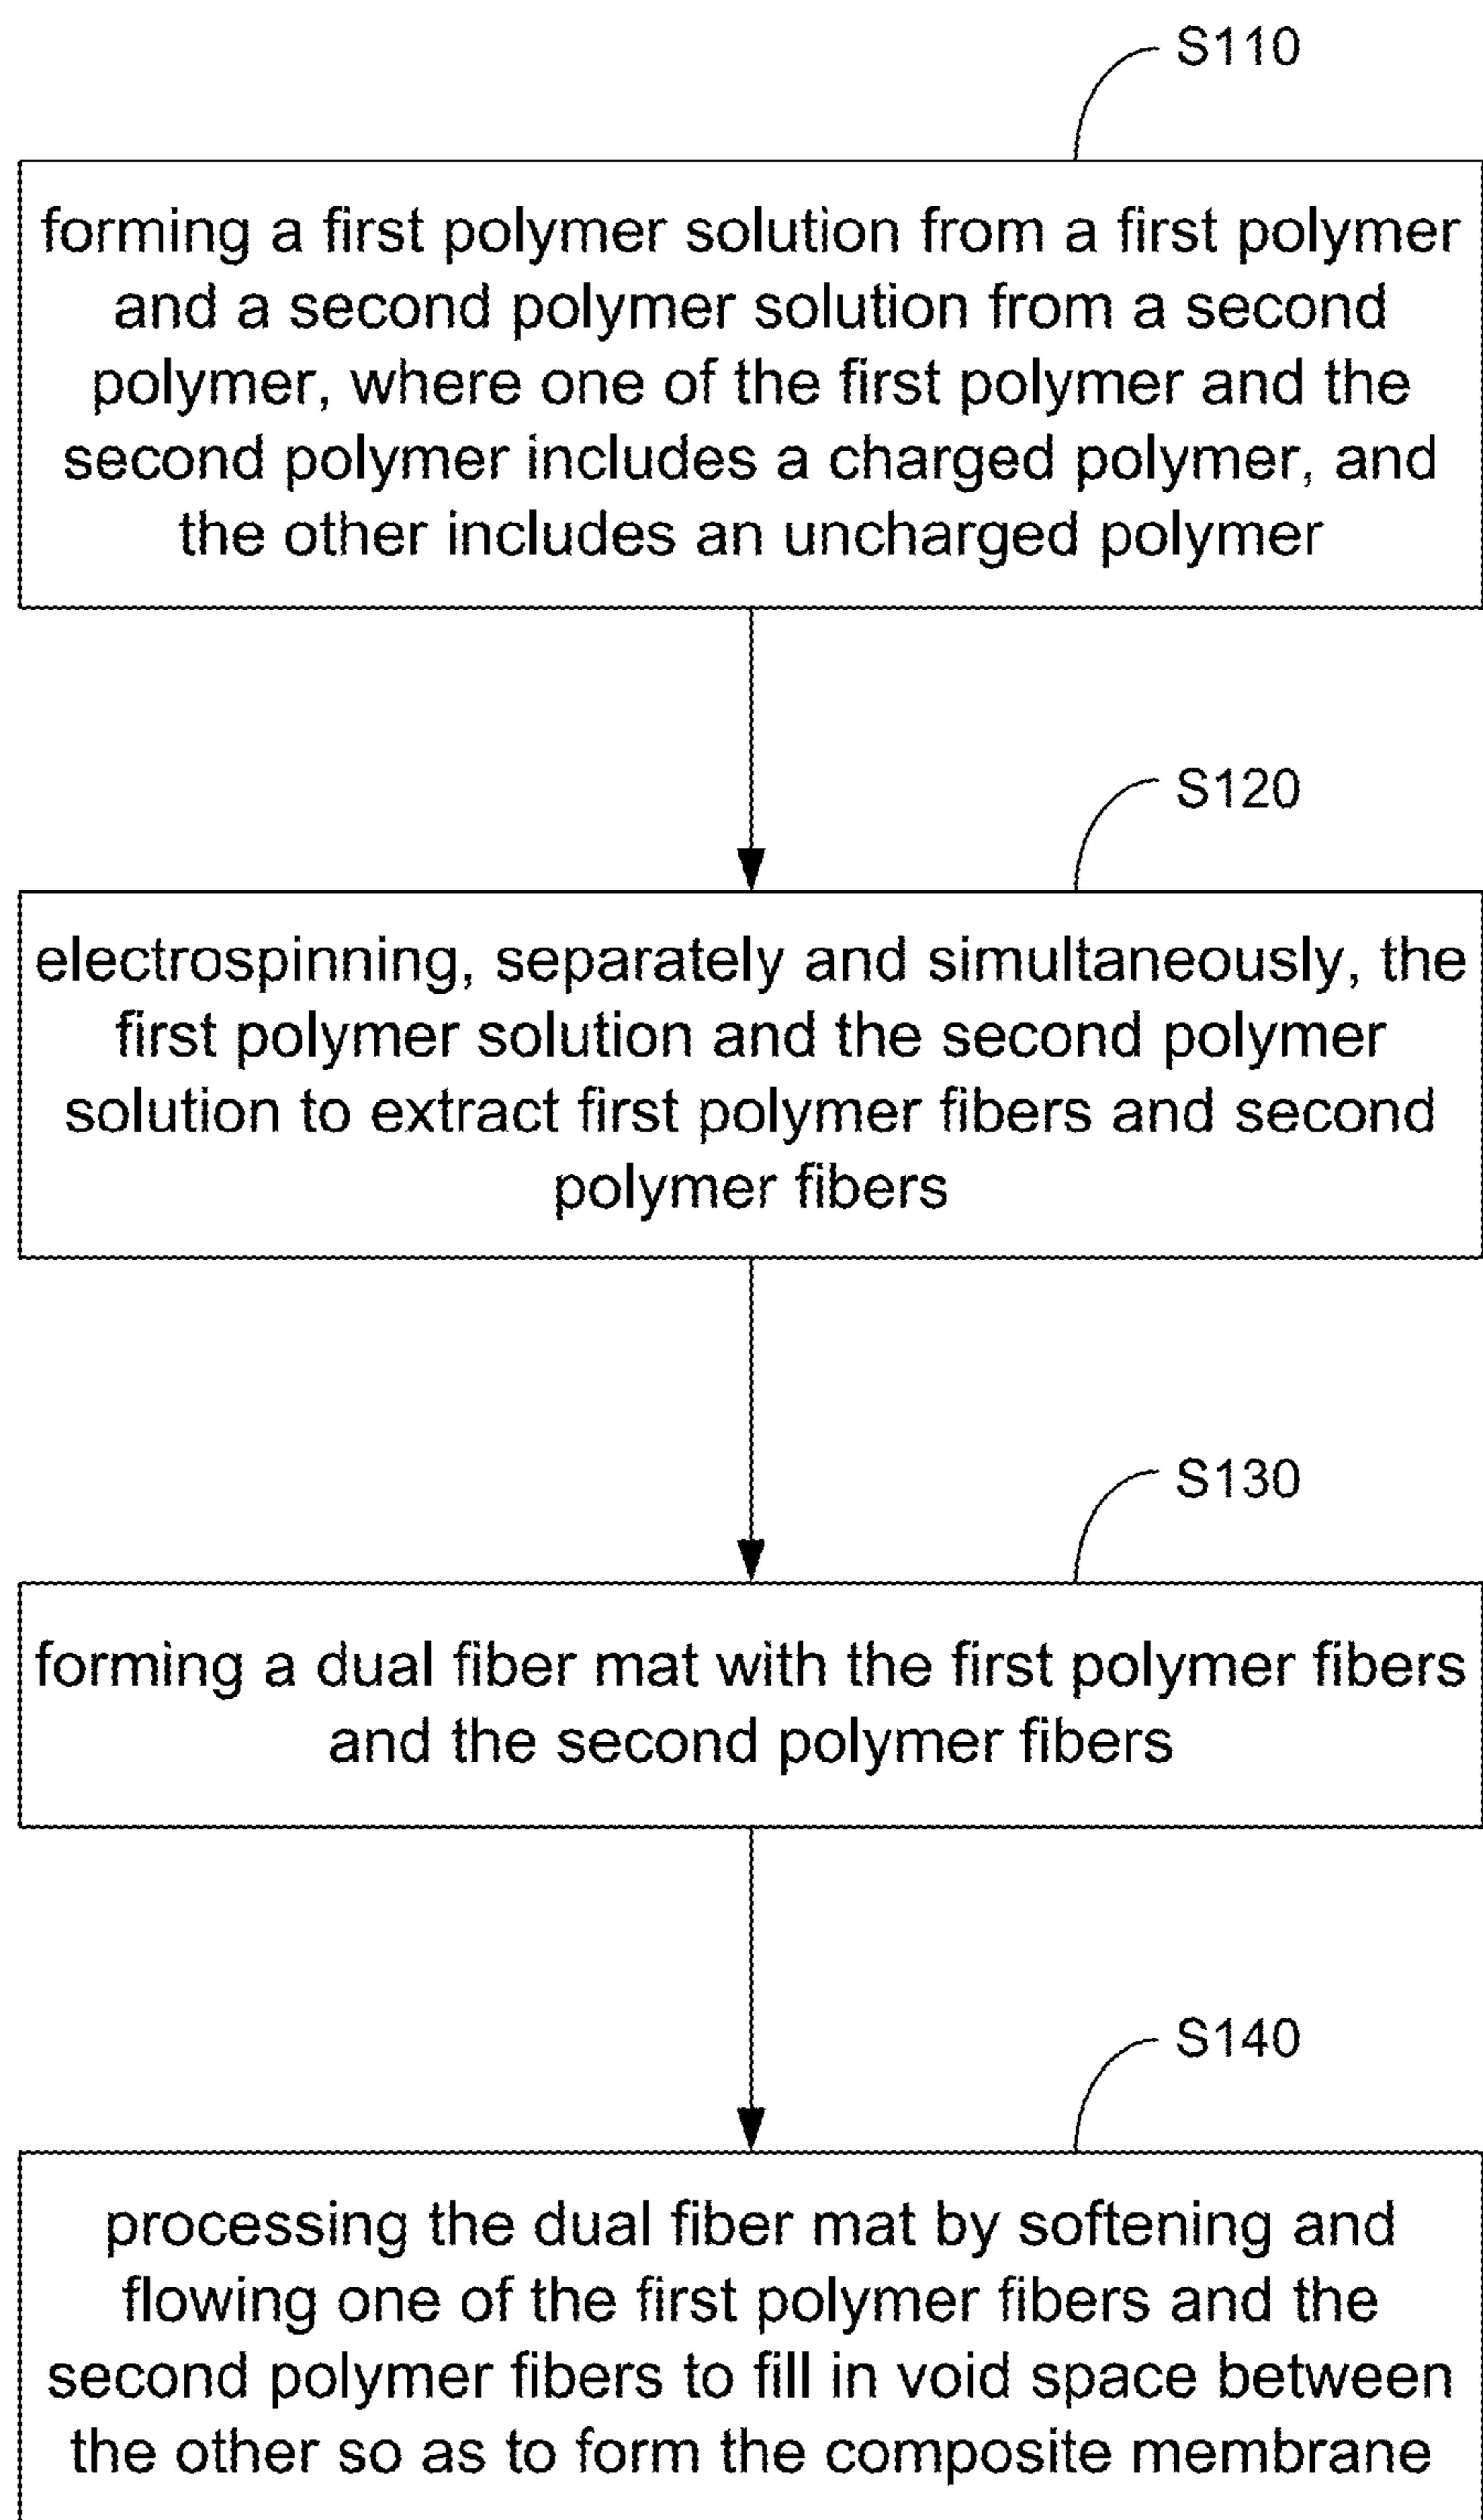 S110
forming a first polymer solution from a first polymer
and a second polymer solution from a second
polymer, where one of the first polymer and the
second polymer includes a charged polymer, and
the other includes an uncharged polymer
S120
electrospinning, separately and simultaneously, the
first polymer solution and the second polymer
solution to extract first polymer fibers and second
polymer fibers
S130
forming a dual fiber mat with the first polymer fibers
and the second polymer fibers
S140
processing the dual fiber mat by softening and
flowing one of the first polymer fibers and the
second polymer fibers to fill in void space between
the other so as to form the composite membrane